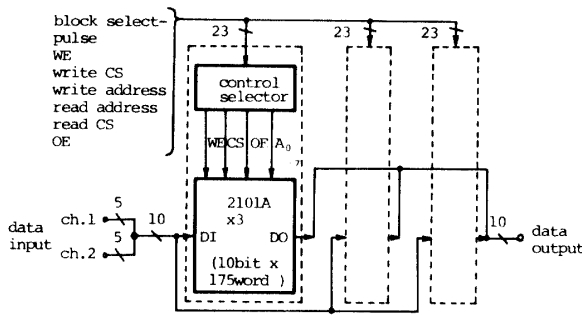 block select-
pulse
WE
write CS
write address
read address
read CS
OE
23
23
23
control
selector
WE CS OF A₀
7
2101A
x3
DI DO
(10bit x
175word )
data
input
ch.1
5
ch.2
5
10
10
data
output